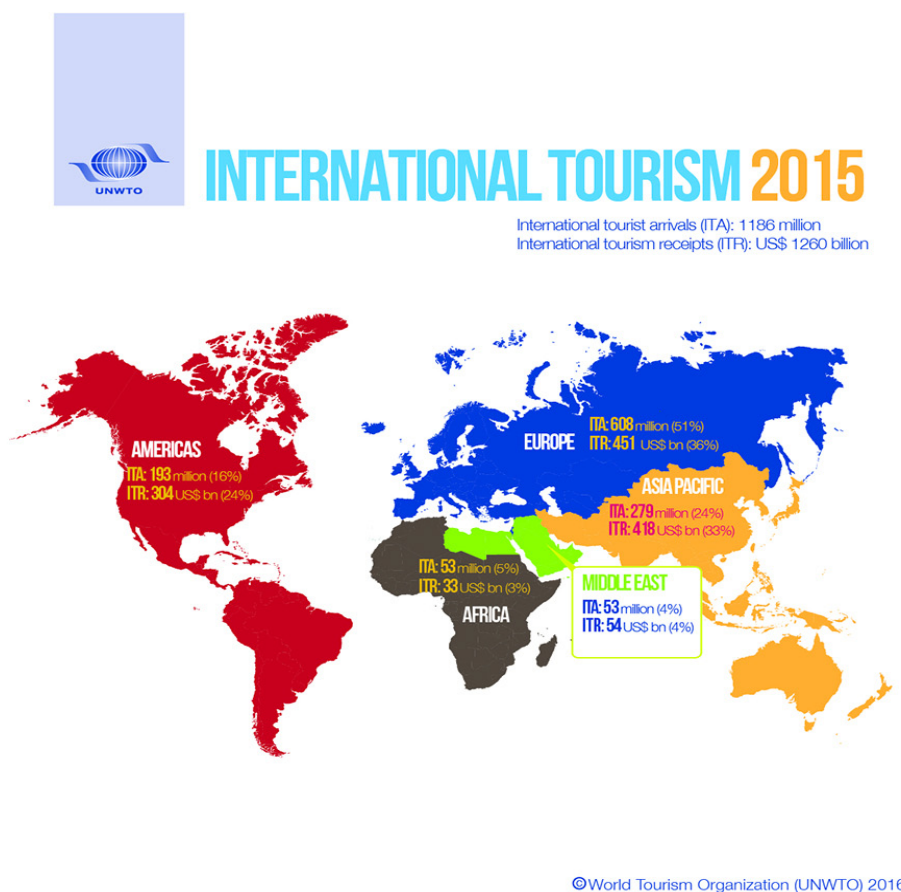 UNWTO
INTERNATIONAL TOURISM 2015
International tourist arrivals (ITA): 1186 million
International tourism receipts (ITR): US$ 1260 billion
AMERICAS
ITA: 193 million (16%)
ITR: 304 US$ bn (24%)
EUROPE
ITA: 608 million (51%)
ITR: 451 US$ bn (36%)
ASIA PACIFIC
ITA: 279 million (24%)
ITR: 418 US$ bn (33%)
ITA: 53 million (5%)
ITR: 33 US$ bn (3%)
AFRICA
MIDDLE EAST
ITA: 53 million (4%)
ITR: 54 US$ bn (4%)
© World Tourism Organization (UNWTO) 2016